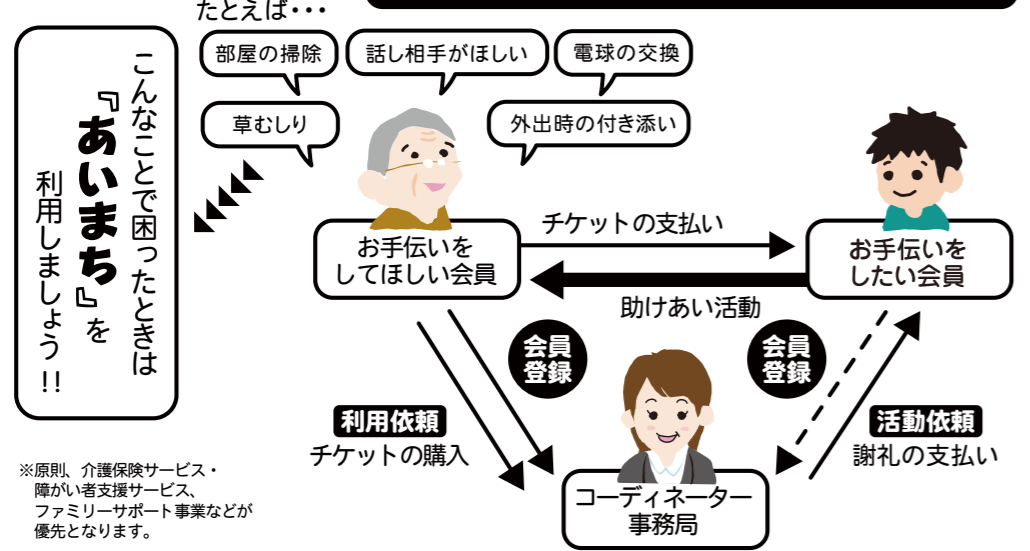 たとえば・・・
部屋の掃除
話し相手がほしい
電球の交換
草むしり
外出時の付き添い
こんなことで困ったときは
『あいまち』を
利用しましょう!!
お手伝いを
してほしい会員
チケットの支払い
助けあい活動
お手伝いを
したい会員
会員
登録
会員
登録
利用依頼
チケットの購入
活動依頼
謝礼の支払い
コーディネーター
事務局
※原則、介護保険サービス・
障がい者支援サービス、
ファミリーサポート事業などが
優先となります。